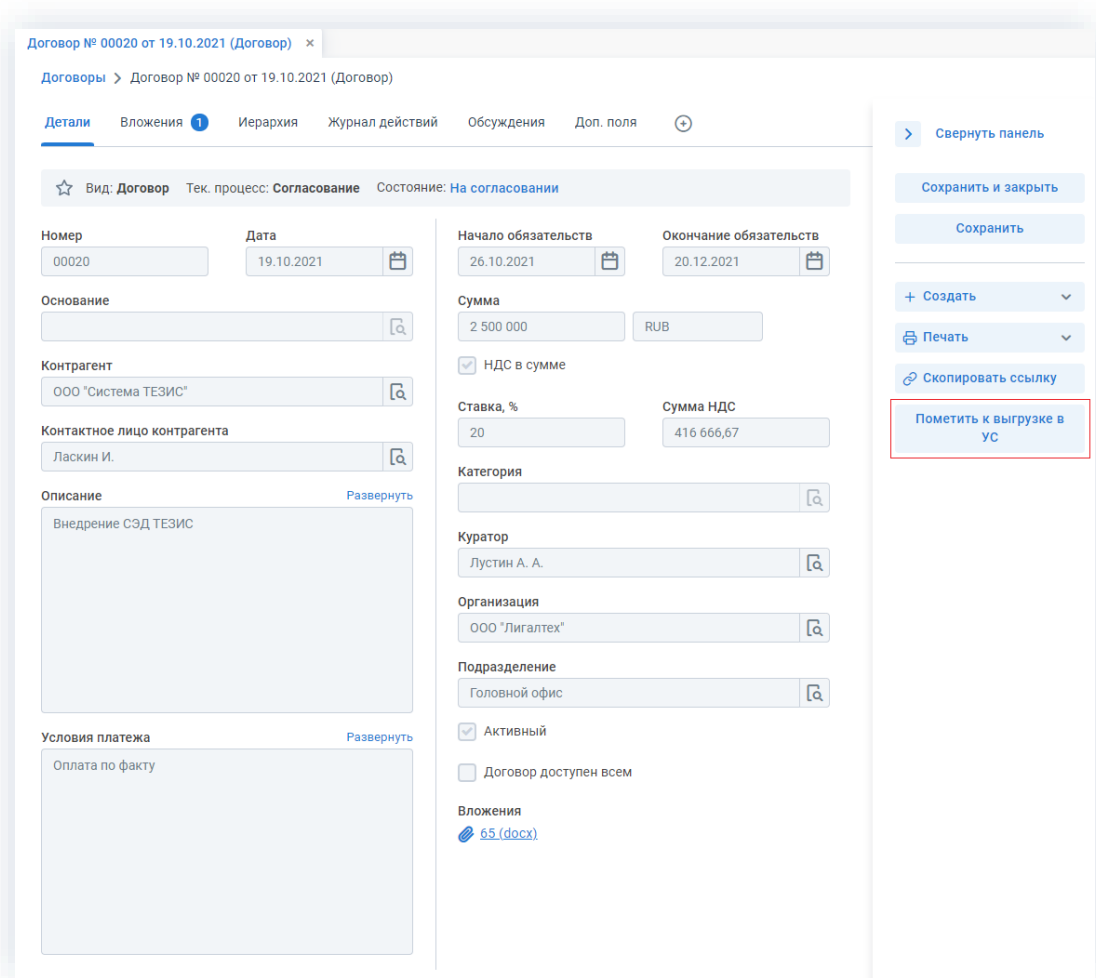 Договор № 00020 от 19.10.2021 (Договор) ×
Договоры > Договор № 00020 от 19.10.2021 (Договор)
Детали Вложения 1 Иерархия Журнал действий Обсуждения Доп. поля
Вид: Договор Тек. процесс: Согласование Состояние: На согласовании
Номер Дата
00020 19.10.2021
Основание
Контрагент
ООО "Система ТЕЗИС"
Контактное лицо контрагента
Ласкин И.
Описание Развернуть
Внедрение СЭД ТЕЗИС
Условия платежа Развернуть
Оплата по факту
Начало обязательств Окончание обязательств
26.10.2021 20.12.2021
Сумма
2 500 000 RUB
НДС в сумме
Ставка, % Сумма НДС
20 416 666,67
Категория
Куратор
Лустин А. А.
Организация
ООО "Лигалтех"
Подразделение
Головной офис
Активный
Договор доступен всем
Вложения
65 (docx)
Свернуть панель
Сохранить и закрыть
Сохранить
+ Создать
Печать
Скопировать ссылку
Пометить к выгрузке в
УС